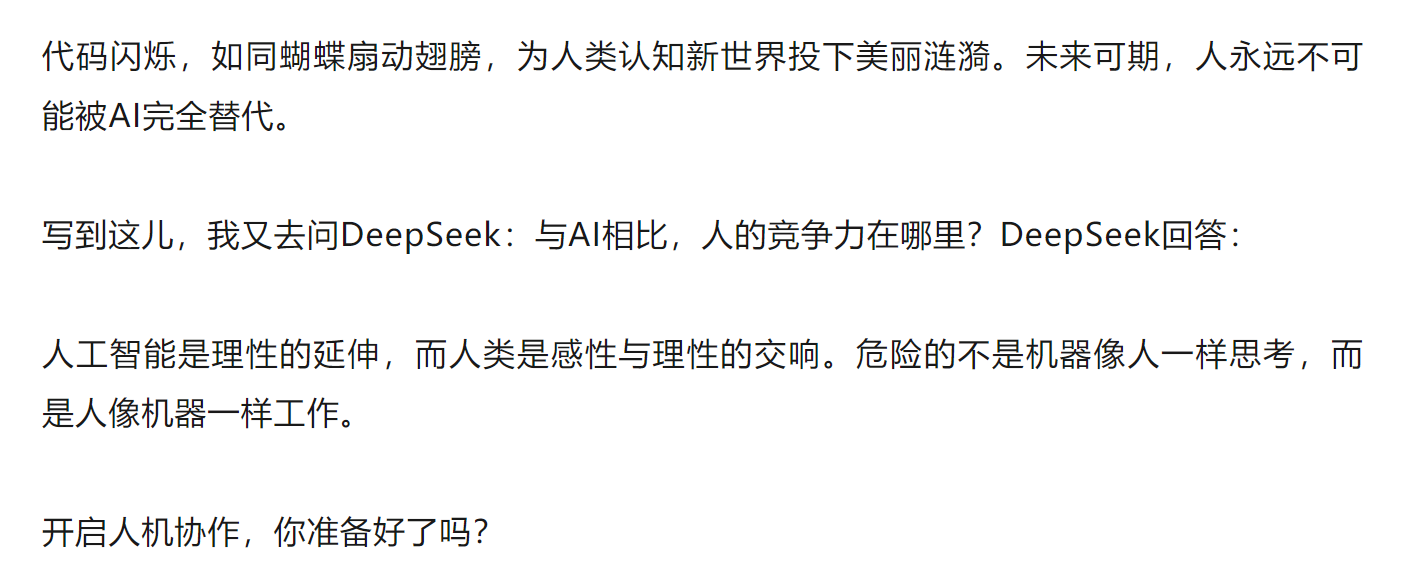 代码闪烁，如同蝴蝶扇动翅膀，为人类认知新世界投下美丽涟漪。未来可期，人永远不可
能被AI完全替代。
写到这儿，我又去问DeepSeek：与AI相比，人的竞争力在哪里？DeepSeek回答：
人工智能是理性的延伸，而人类是感性与理性的交响。危险的不是机器像人一样思考，而
是人像机器一样工作。
开启人机协作，你准备好了吗？